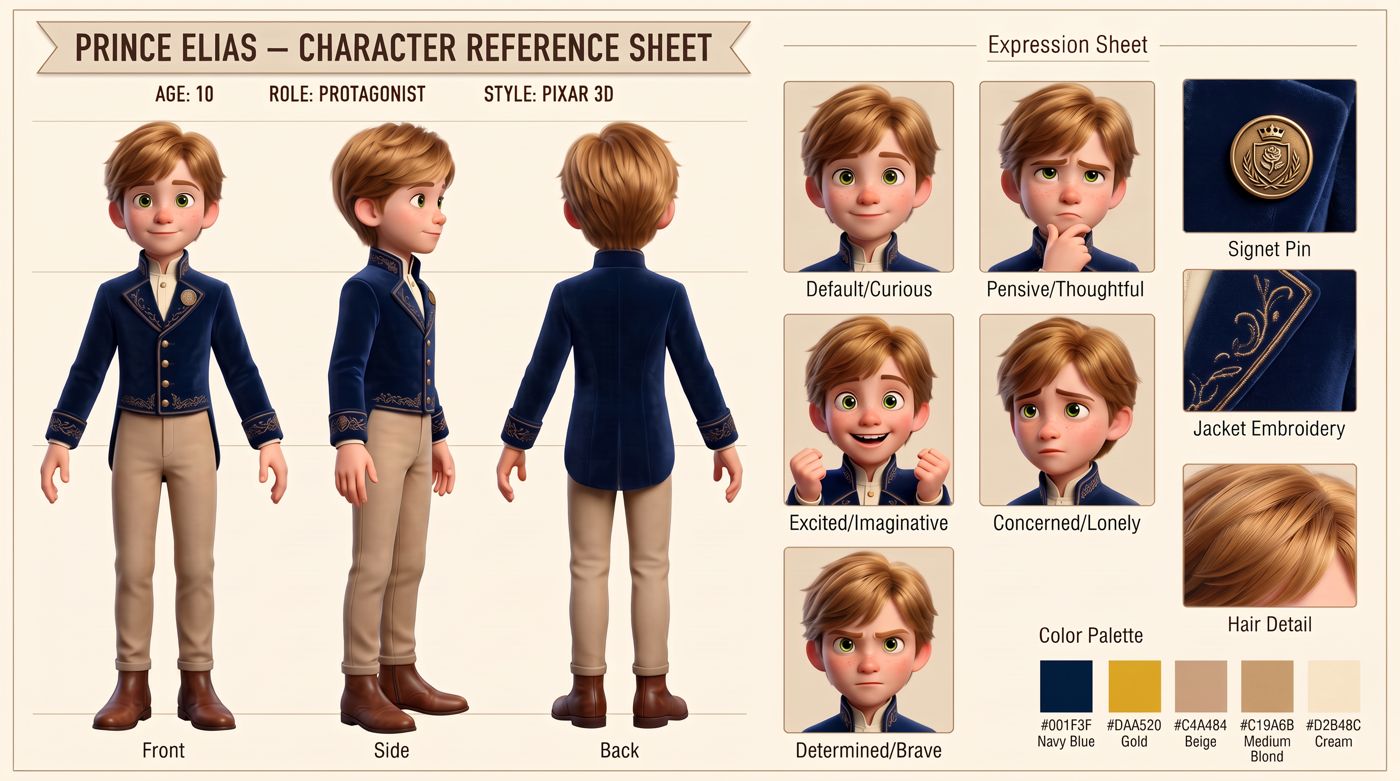 PRINCE ELIAS – CHARACTER REFERENCE SHEET
AGE: 10 ROLE: PROTAGONIST STYLE: PIXAR 3D
Front
Side
Back
Expression Sheet
Default/Curious
Pensive/Thoughtful
Excited/Imaginative
Concerned/Lonely
Determined/Brave
Signet Pin
Jacket Embroidery
Hair Detail
Color Palette
#001F3F
Navy Blue
#DAA520
Gold
#C4A484
Beige
#C19A6B
Medium
Blond
#D2B48C
Cream